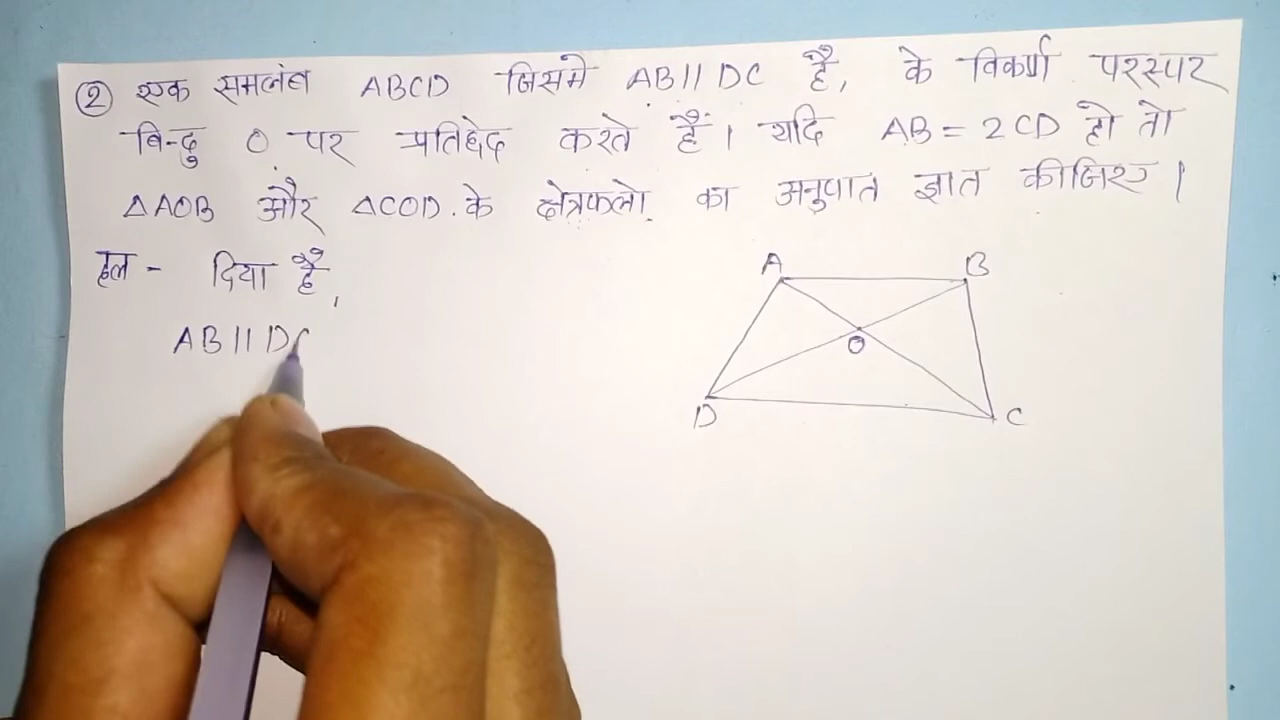 ② एक समलंब ABCD जिसमे AB || DC है, के विकर्ण परस्पर
बिन्दु O पर प्रतिछेद करते हैं। यदि AB = 2CD हो तो
△AOB और △COD के क्षेत्रफलो का अनुपात ज्ञात कीजिए।
हल - दिया है,
AB || DC
A B
O
D C